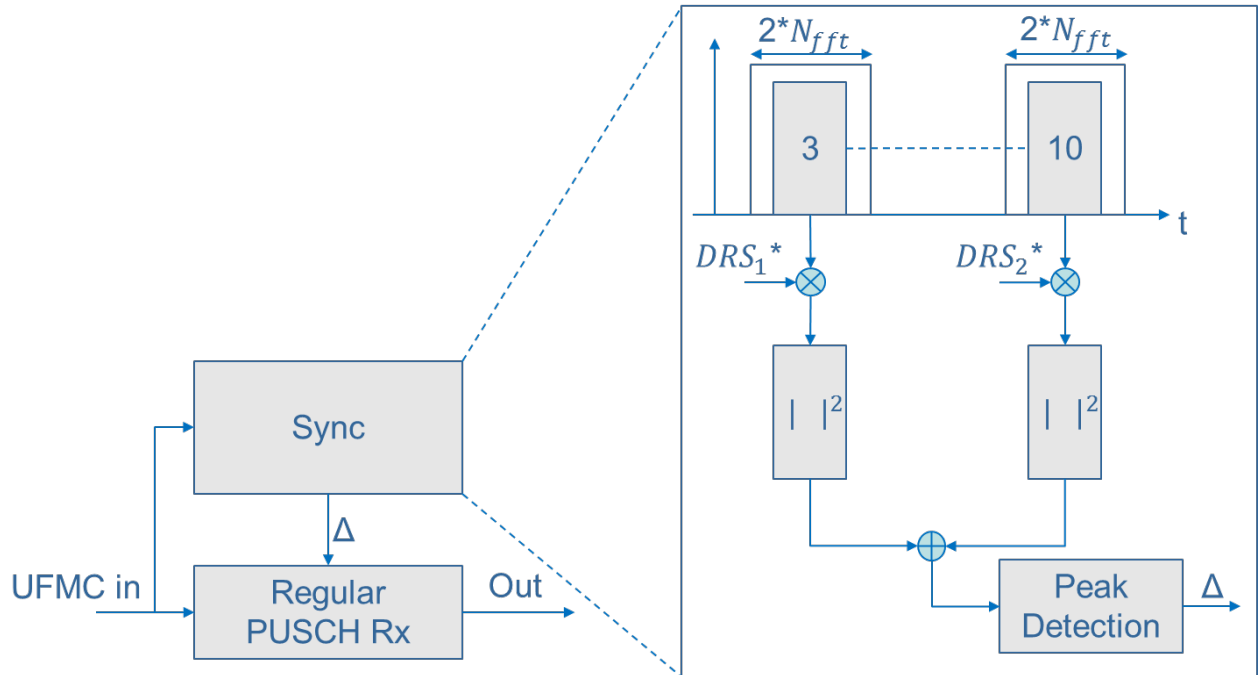 2*N_fft
2*N_fft
3
10
t
DRS_1*
DRS_2*
| |²
| |²
Sync
Δ
UFMC in
Regular
PUSCH Rx
Out
Peak
Detection
Δ